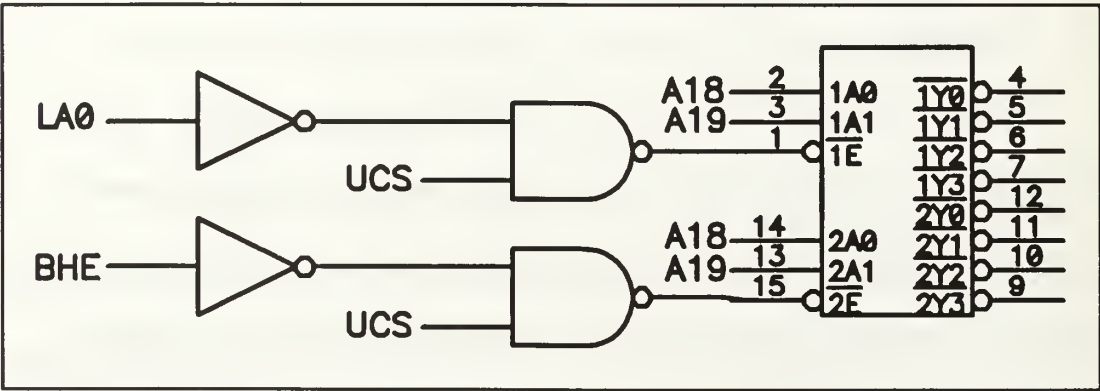 LA0
UCS
BHE
UCS
A18 2 1A0
A19 3 1A1
1 1E
A18 14 2A0
A19 13 2A1
15 2E
1Y0 4
1Y1 5
1Y2 6
1Y3 7
2Y0 12
2Y1 11
2Y2 10
2Y3 9